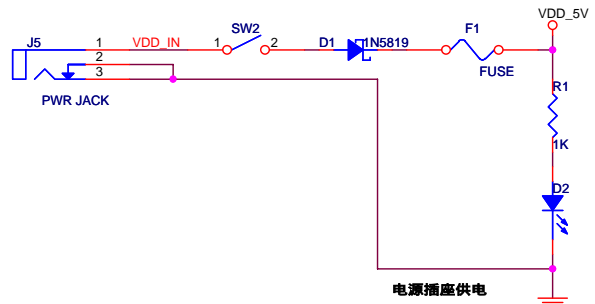 VDD_5V
J5
1
VDD_IN
SW2
1
2
D1
1N5819
F1
2
3
FUSE
PWR JACK
R1
1K
D2
电源插座供电